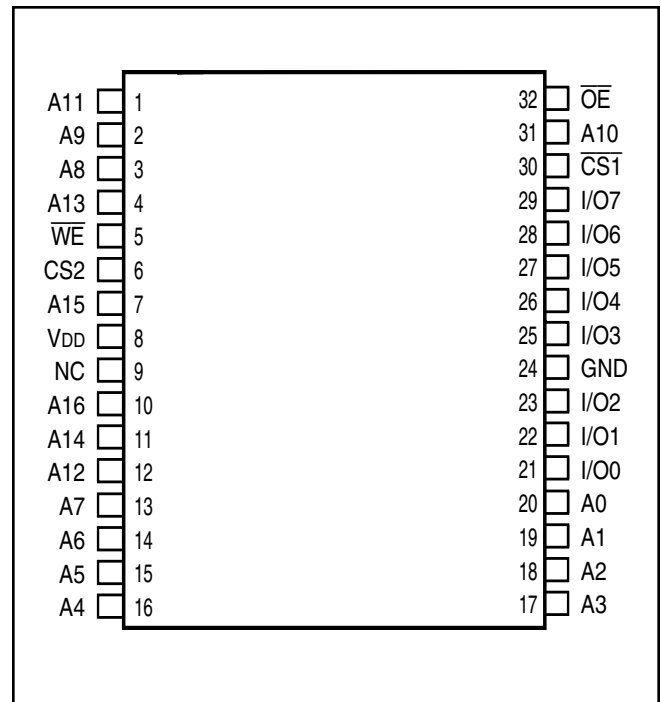 A11 1 32 O̅E̅
A9 2 31 A10
A8 3 30 C̅S̅1̅
A13 4 29 I/O7
W̅E̅ 5 28 I/O6
CS2 6 27 I/O5
A15 7 26 I/O4
VDD 8 25 I/O3
NC 9 24 GND
A16 10 23 I/O2
A14 11 22 I/O1
A12 12 21 I/O0
A7 13 20 A0
A6 14 19 A1
A5 15 18 A2
A4 16 17 A3